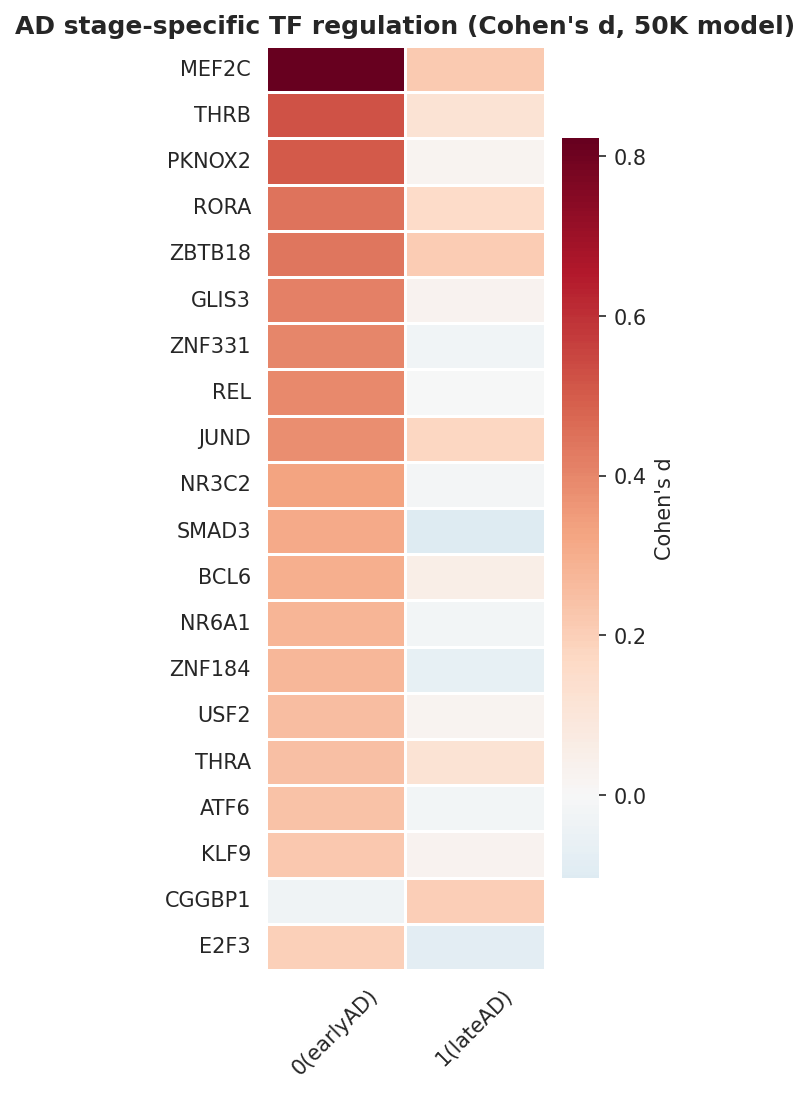 AD stage-specific TF regulation (Cohen's d, 50K model)
MEF2C
THRB
PKNOX2
RORA
ZBTB18
GLIS3
ZNF331
REL
JUND
NR3C2
SMAD3
BCL6
NR6A1
ZNF184
USF2
THRA
ATF6
KLF9
CGGBP1
E2F3
0(earlyAD)
1(lateAD)
0.8
0.6
0.4
0.2
0.0
Cohen's d